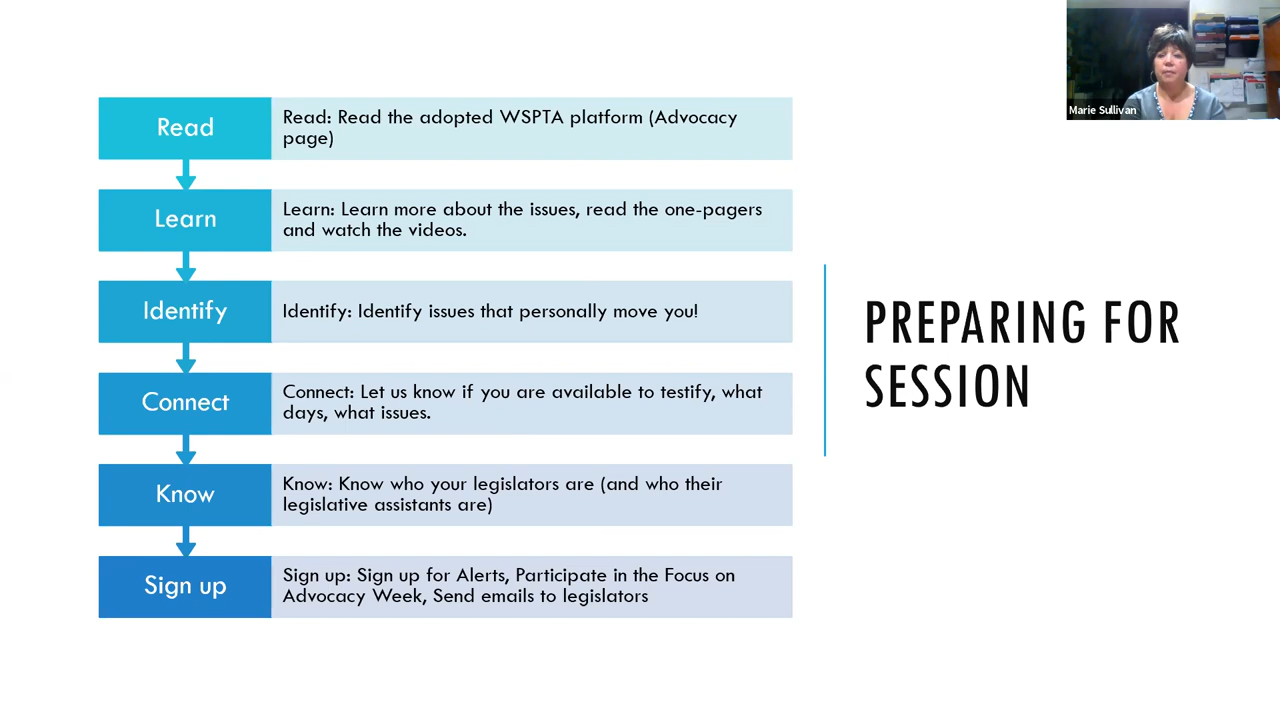 Read
Read: Read the adopted WSPTA platform (Advocacy
page)
Learn
Learn: Learn more about the issues, read the one-pagers
and watch the videos.
Identify
Identify: Identify issues that personally move you!
Connect
Connect: Let us know if you are available to testify, what
days, what issues.
Know
Know: Know who your legislators are (and who their
legislative assistants are)
Sign up
Sign up: Sign up for Alerts, Participate in the Focus on
Advocacy Week, Send emails to legislators
PREPARING FOR
SESSION
Marie Sullivan